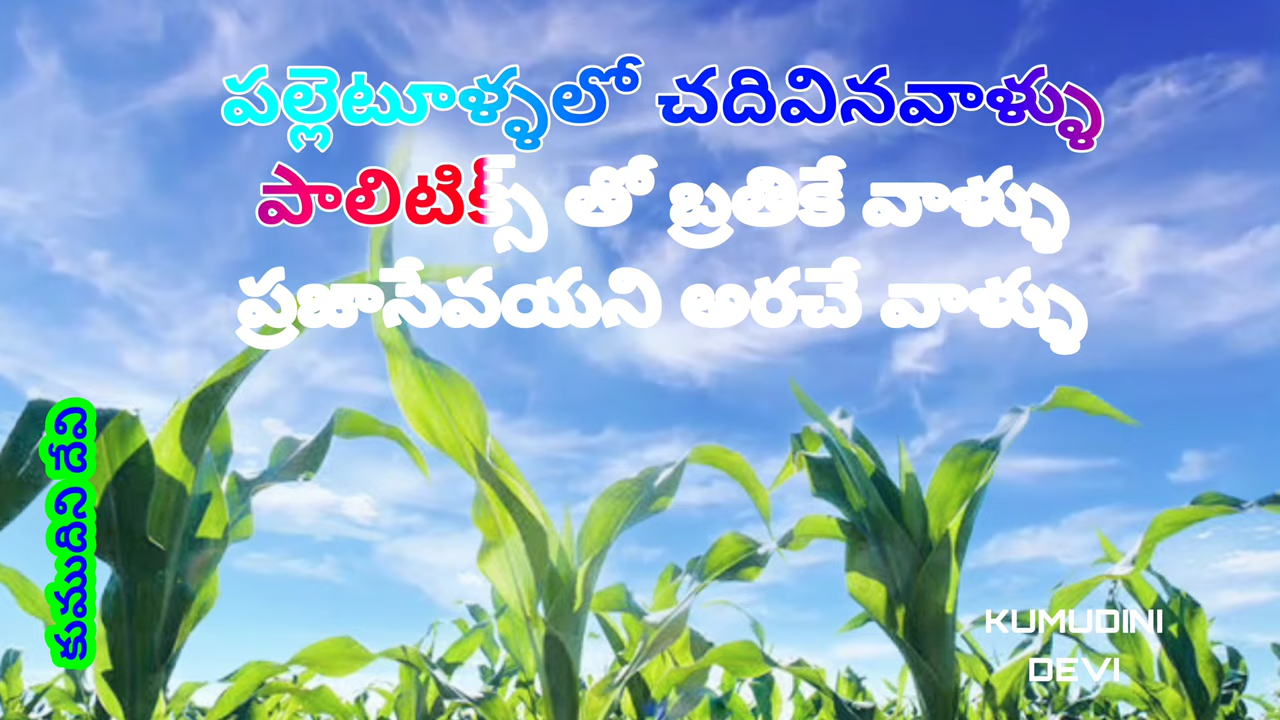 పల్లెటూళ్ళలో చదివినవాళ్ళు
పాలిటిక్స్ తో బ్రతికే వాళ్ళు
ప్రజాసేవయని అరచే వాళ్ళు
కుముదిని దేవి
KUMUDINI
DEVI